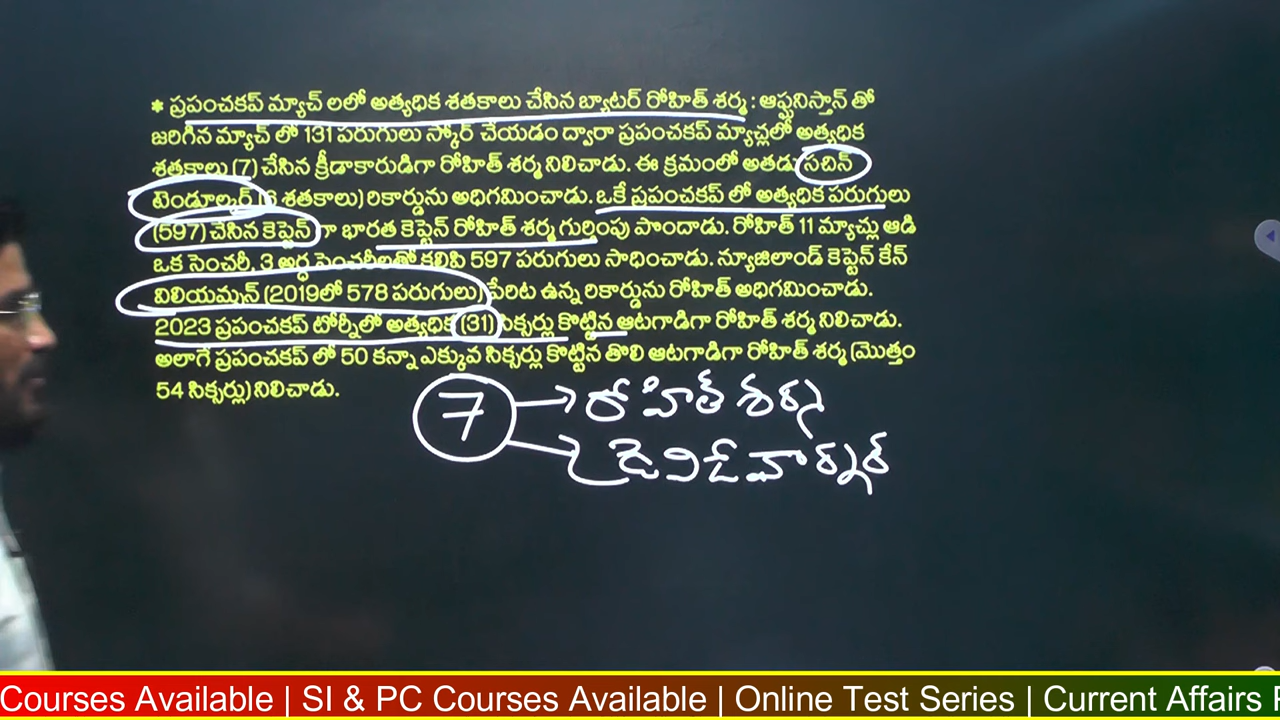 * ప్రపంచకప్ మ్యాచ్ లలో అత్యధిక శతకాలు చేసిన బ్యాటర్ రోహిత్ శర్మ : ఆఫ్ఘనిస్తాన్ తో
జరిగిన మ్యాచ్ లో 131 పరుగులు స్కోర్ చేయడం ద్వారా ప్రపంచకప్ మ్యాచ్లలో అత్యధిక
శతకాలు (7) చేసిన క్రీడాకారుడిగా రోహిత్ శర్మ నిలిచాడు. ఈ క్రమంలో అతడు సచిన్
టెండూల్కర్ (6 శతకాలు) రికార్డును అధిగమించాడు. ఒకే ప్రపంచకప్ లో అత్యధిక పరుగులు
(597) చేసిన కెప్టెన్ గా భారత కెప్టెన్ రోహిత్ శర్మ గుర్తింపు పొందాడు. రోహిత్ 11 మ్యాచ్లు ఆడి
ఒక సెంచరీ, 3 అర్ధ సెంచరీలతో కలిపి 597 పరుగులు సాధించాడు. న్యూజిలాండ్ కెప్టెన్ కేన్
విలియమ్సన్ (2019లో 578 పరుగులు) పేరిట ఉన్న రికార్డును రోహిత్ అధిగమించాడు.
2023 ప్రపంచకప్ టోర్నీలో అత్యధిక (31) సిక్సర్లు కొట్టిన ఆటగాడిగా రోహిత్ శర్మ నిలిచాడు.
అలాగే ప్రపంచకప్ లో 50 కన్నా ఎక్కువ సిక్సర్లు కొట్టిన తొలి ఆటగాడిగా రోహిత్ శర్మ (మొత్తం
54 సిక్సర్లు) నిలిచాడు.
7 రోహిత్ శర్మ
డేవిడ్ వార్నర్
Courses Available | SI & PC Courses Available | Online Test Series | Current Affairs